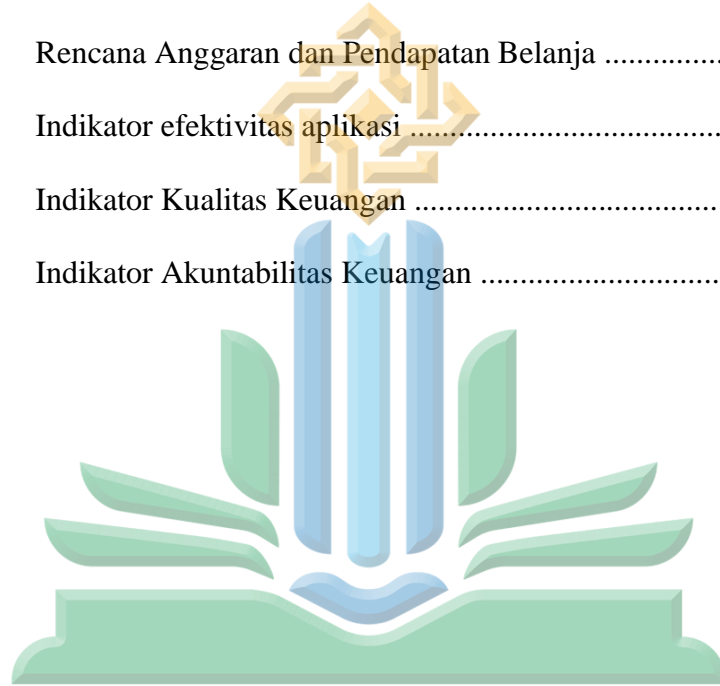 Rencana Anggaran dan Pendapatan Belanja ...............
Indikator efektivitas aplikasi ........................................
Indikator Kualitas Keuangan .......................................
Indikator Akuntabilitas Keuangan ...............................